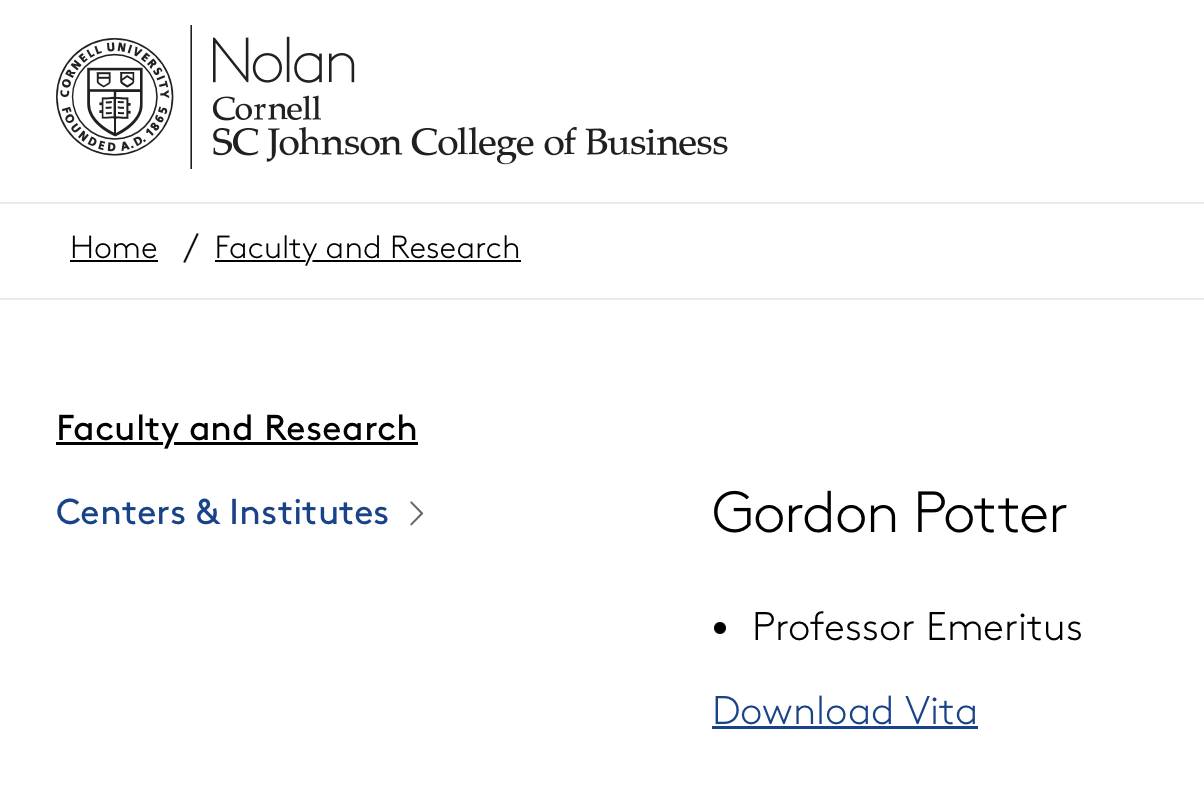 CORNELL UNIVERSITY
FOUNDED A.D. 1865
Nolan
Cornell
SC Johnson College of Business
Home / Faculty and Research
Faculty and Research
Centers & Institutes
Gordon Potter
• Professor Emeritus
Download Vita